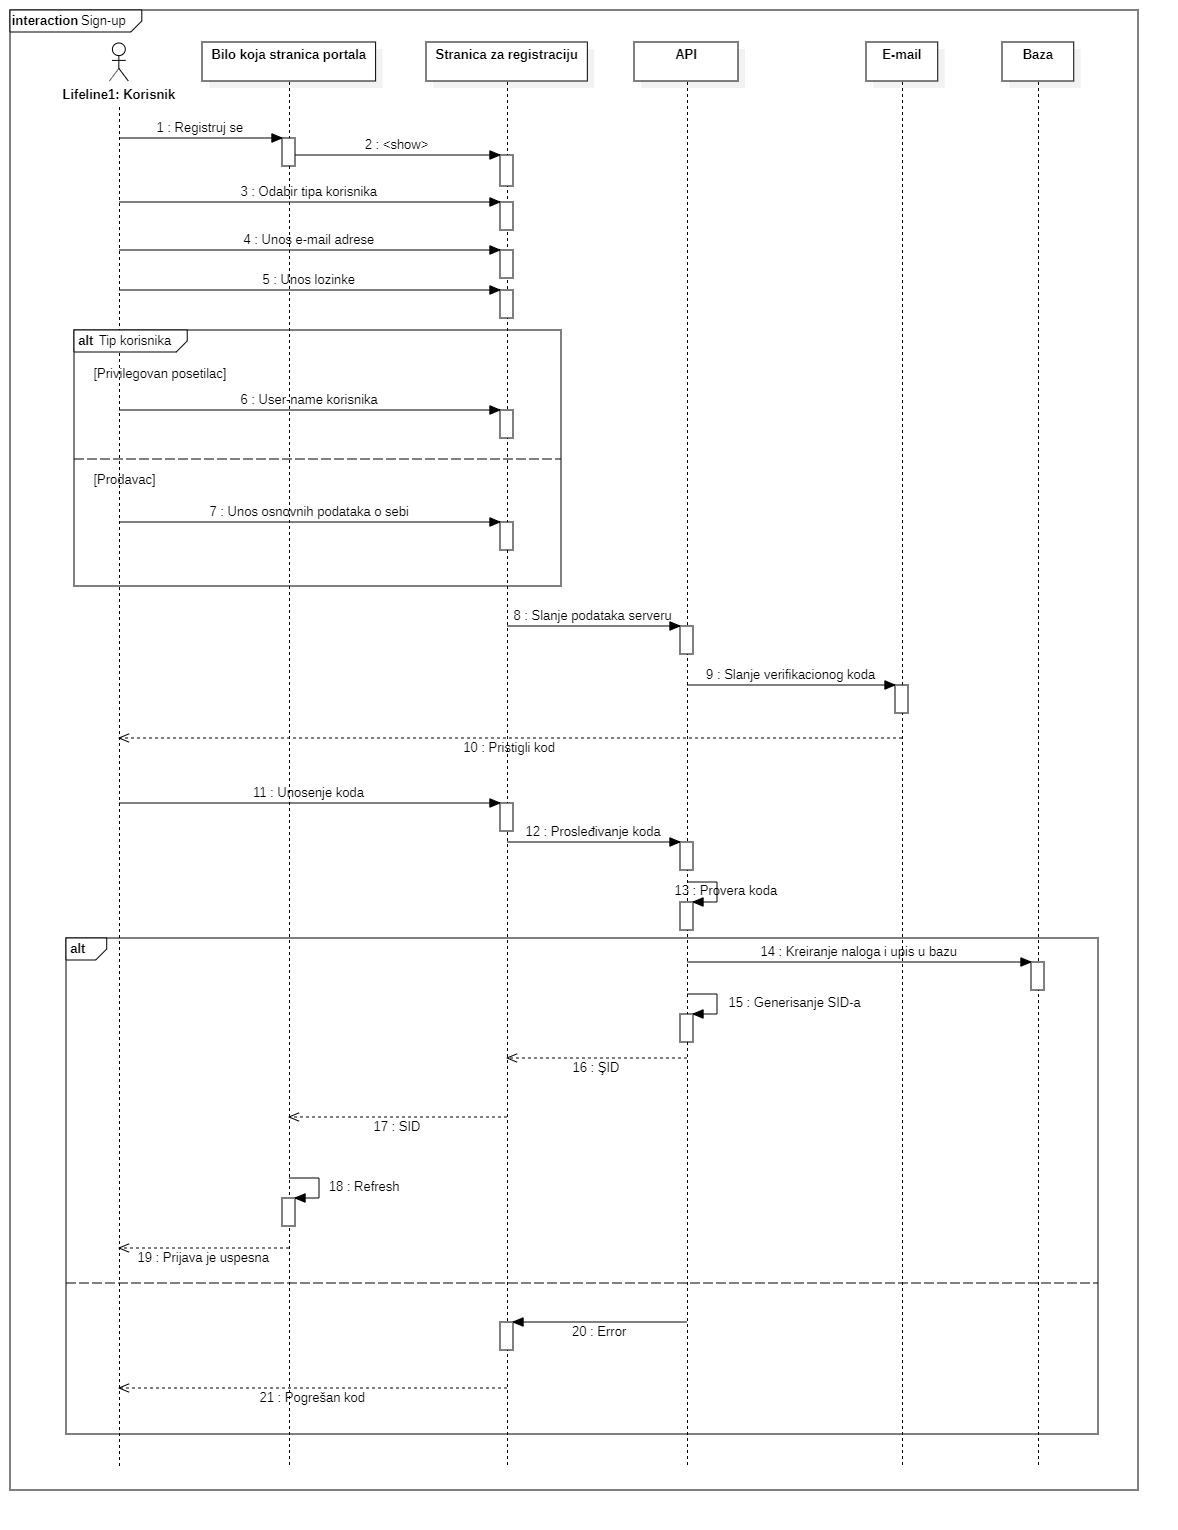 interaction Sign-up
Bilo koja stranica portala
Stranica za registraciju
API
E-mail
Baza
Lifeline1: Korisnik
1 : Registruj se
2 : <show>
3 : Odabir tipa korisnika
4 : Unos e-mail adrese
5 : Unos lozinke
alt Tip korisnika
[Privilegovan posetilac]
6 : User-name korisnika
[Prodavac]
7 : Unos osnovnih podataka o sebi
8 : Slanje podataka serveru
9 : Slanje verifikacionog koda
10 : Pristigli kod
11 : Unosenje koda
12 : Prosleđivanje koda
13 : Provera koda
alt
14 : Kreiranje naloga i upis u bazu
15 : Generisanje SID-a
16 : ŞID
17 : SID
18 : Refresh
19 : Prijava je uspesna
20 : Error
21 : Pogrešan kod